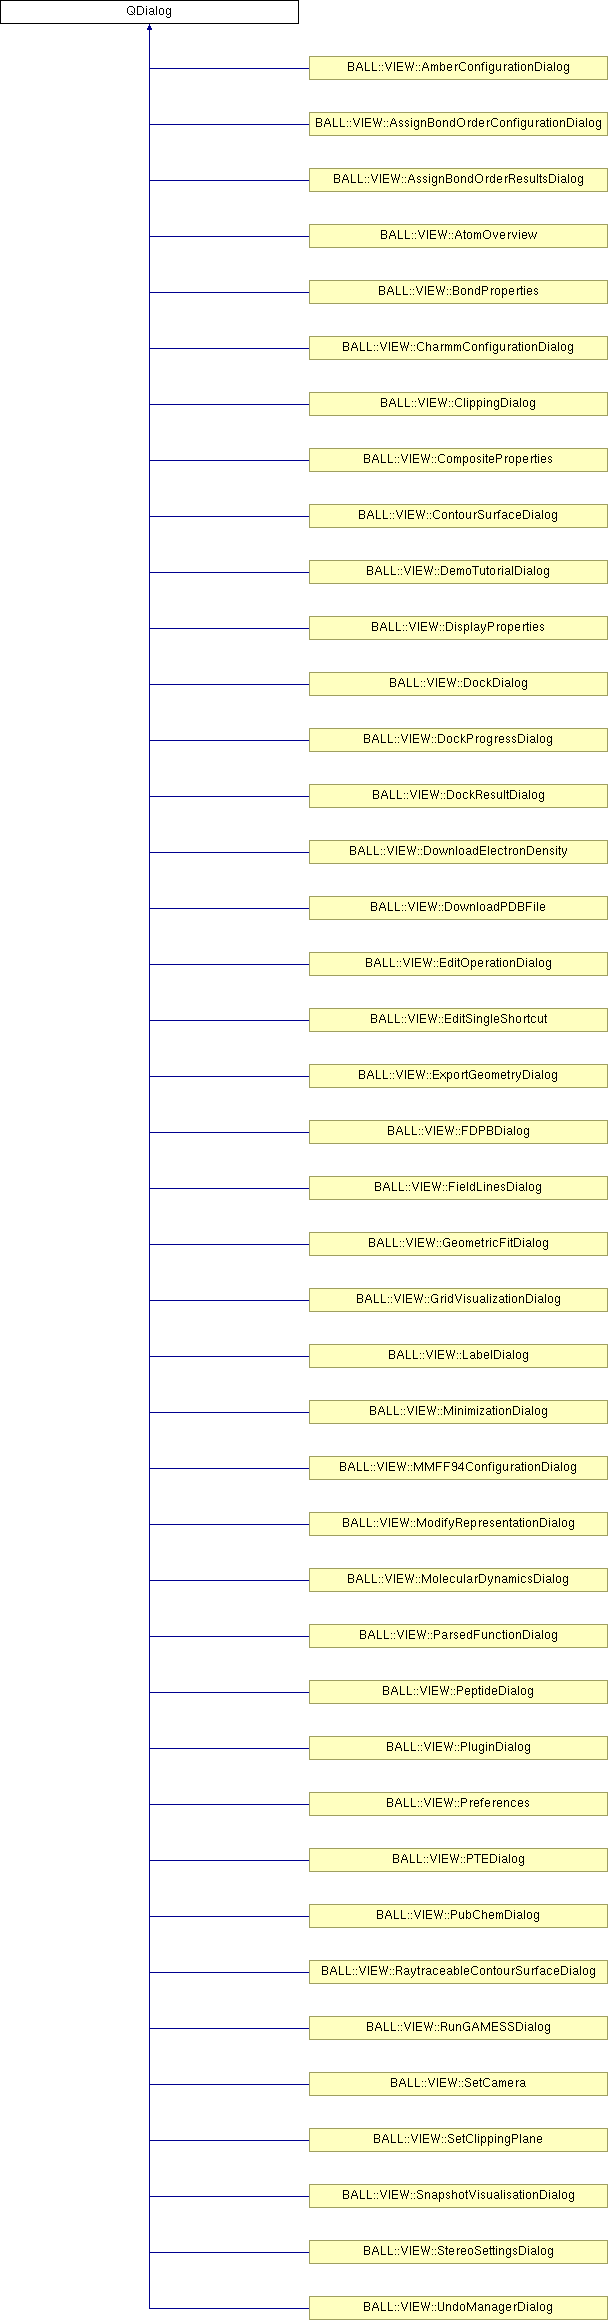 QDialog
BALL::VIEW::AmberConfigurationDialog
BALL::VIEW::AssignBondOrderConfigurationDialog
BALL::VIEW::AssignBondOrderResultsDialog
BALL::VIEW::AtomOverview
BALL::VIEW::BondProperties
BALL::VIEW::CharmmConfigurationDialog
BALL::VIEW::ClippingDialog
BALL::VIEW::CompositeProperties
BALL::VIEW::ContourSurfaceDialog
BALL::VIEW::DemoTutorialDialog
BALL::VIEW::DisplayProperties
BALL::VIEW::DockDialog
BALL::VIEW::DockProgressDialog
BALL::VIEW::DockResultDialog
BALL::VIEW::DownloadElectronDensity
BALL::VIEW::DownloadPDBFile
BALL::VIEW::EditOperationDialog
BALL::VIEW::EditSingleShortcut
BALL::VIEW::ExportGeometryDialog
BALL::VIEW::FDPBDialog
BALL::VIEW::FieldLinesDialog
BALL::VIEW::GeometricFitDialog
BALL::VIEW::GridVisualizationDialog
BALL::VIEW::LabelDialog
BALL::VIEW::MinimizationDialog
BALL::VIEW::MMFF94ConfigurationDialog
BALL::VIEW::ModifyRepresentationDialog
BALL::VIEW::MolecularDynamicsDialog
BALL::VIEW::ParsedFunctionDialog
BALL::VIEW::PeptideDialog
BALL::VIEW::PluginDialog
BALL::VIEW::Preferences
BALL::VIEW::PTEDialog
BALL::VIEW::PubChemDialog
BALL::VIEW::RaytraceableContourSurfaceDialog
BALL::VIEW::RunGAMESSDialog
BALL::VIEW::SetCamera
BALL::VIEW::SetClippingPlane
BALL::VIEW::SnapshotVisualisationDialog
BALL::VIEW::StereoSettingsDialog
BALL::VIEW::UndoManagerDialog